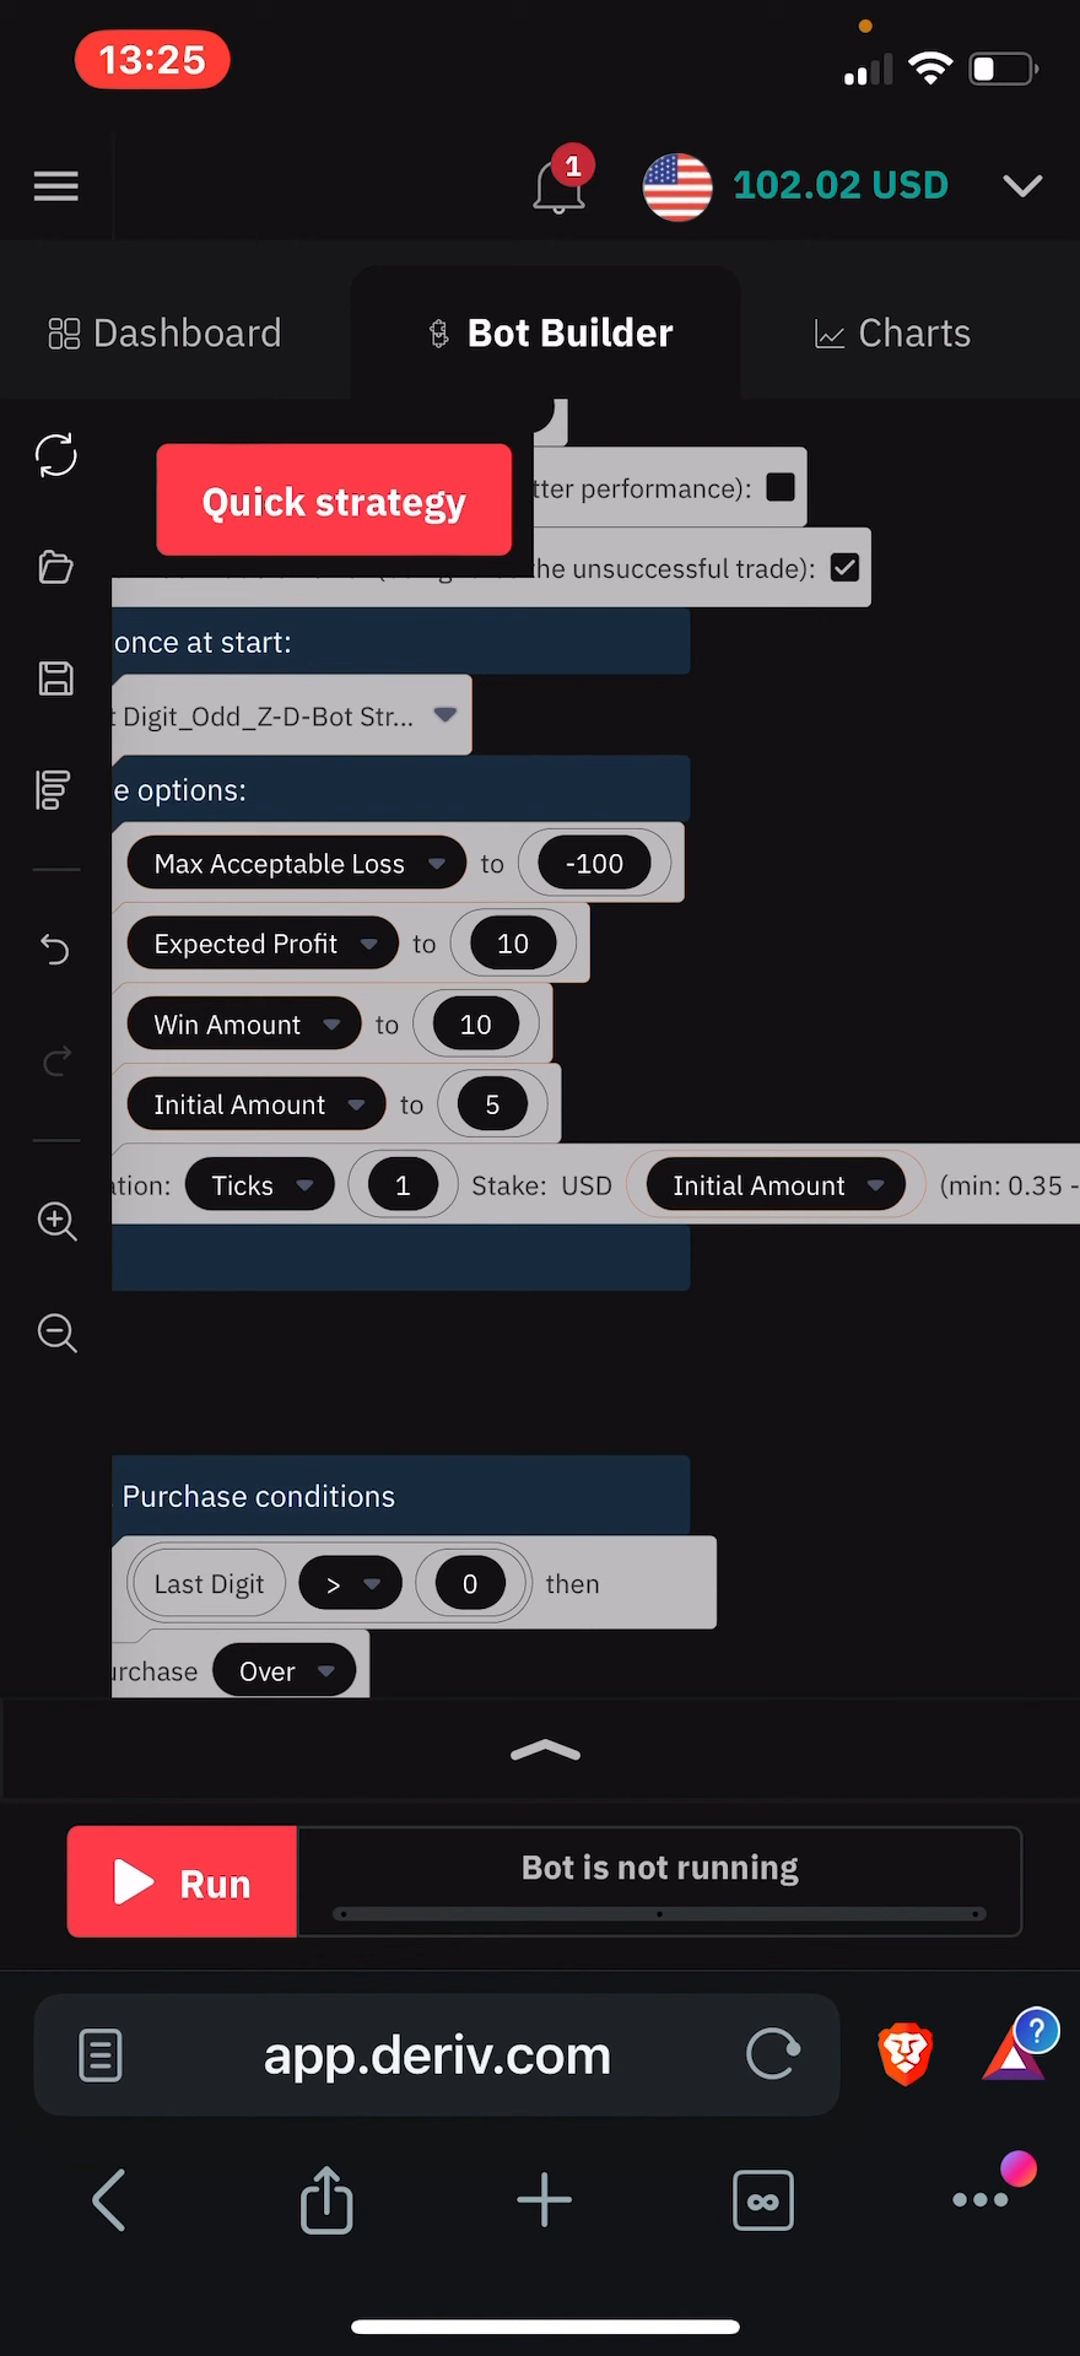 13:25
1
102.02 USD
Dashboard
Bot Builder
Charts
Quick strategy
tter performance):
the unsuccessful trade):
once at start:
t Digit_Odd_Z-D-Bot Str...
e options:
Max Acceptable Loss to -100
Expected Profit to 10
Win Amount to 10
Initial Amount to 5
ation: Ticks 1 Stake: USD Initial Amount (min: 0.35 -
Purchase conditions
Last Digit > 0 then
urchase Over
Run
Bot is not running
app.deriv.com
?